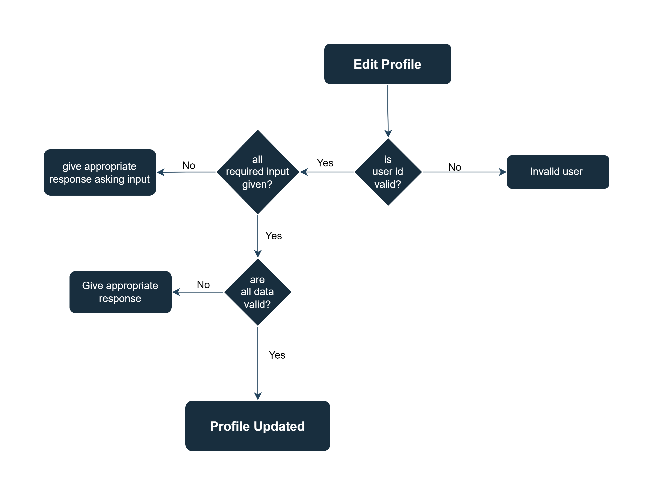 Edit Profile
Is
user id
valid?
Yes
No
Invalid user
all
required input
given?
No
give appropriate
response asking input
Yes
are
all data
valid?
No
Give appropriate
response
Yes
Profile Updated